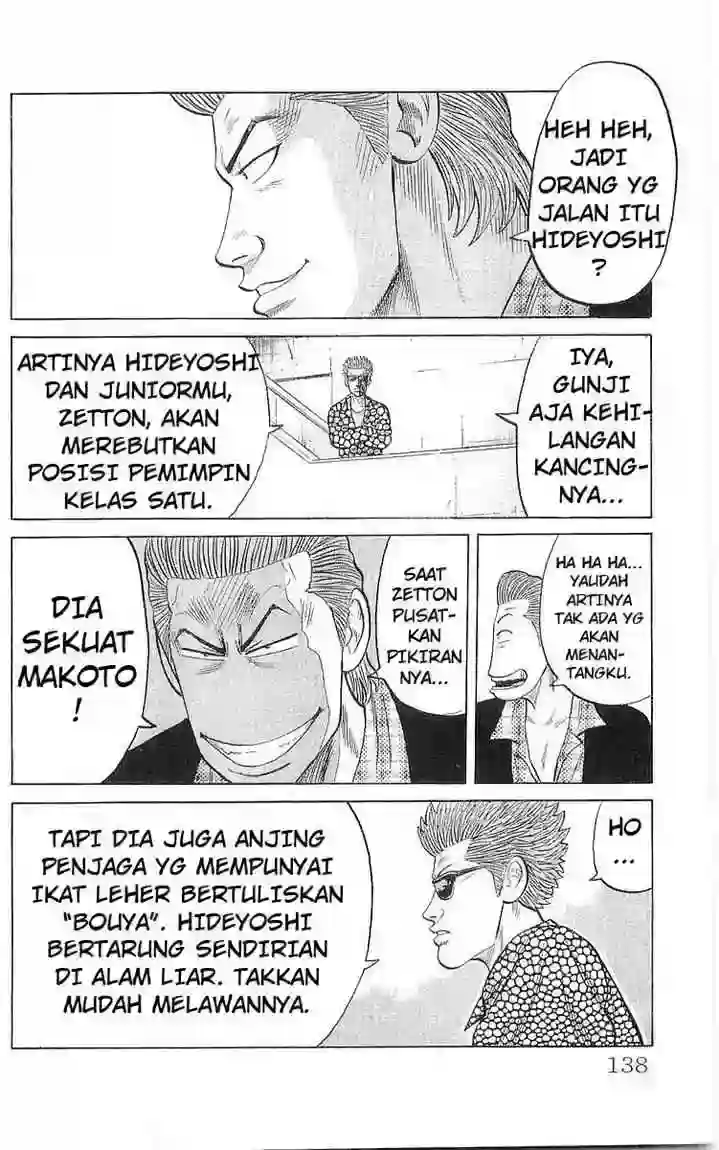 HEH HEH,
JADI
ORANG YG
JALAN ITU
HIDEYOSHI
?
IYA,
GUNJI
AJA KEHI-
LANGAN
KANCING-
NYA...
ARTINYA HIDEYOSHI
DAN JUNIORMU,
ZETTON, AKAN
MEREBUTKAN
POSISI PEMIMPIN
KELAS SATU.
HA HA HA...
YAUDAH
ARTINYA
TAK ADA YG
AKAN
MENAN-
TANGKU.
SAAT
ZETTON
PUSAT-
KAN
PIKIRAN
NYA...
DIA
SEKUAT
MAKOTO
!
HO
...
TAPI DIA JUGA ANJING
PENJAGA YG MEMPUNYAI
IKAT LEHER BERTULISKAN
"BOUYA". HIDEYOSHI
BERTARUNG SENDIRIAN
DI ALAM LIAR. TAKKAN
MUDAH MELAWANNYA.
138